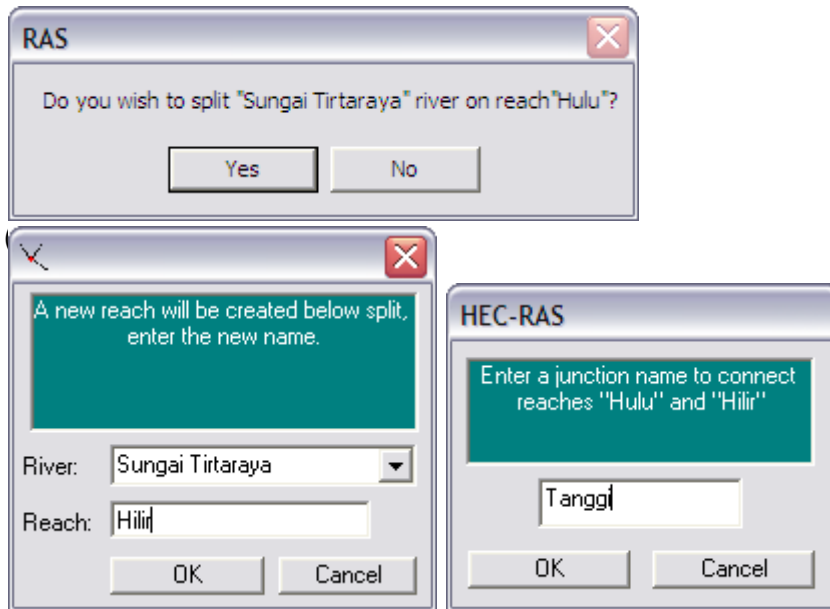 RAS
Do you wish to split "Sungai Tirtaraya" river on reach"Hulu"?
Yes No
A new reach will be created below split,
enter the new name.
River: Sungai Tirtaraya
Reach: Hilir
OK Cancel
HEC-RAS
Enter a junction name to connect
reaches "Hulu" and "Hilir"
Tanggi
OK Cancel